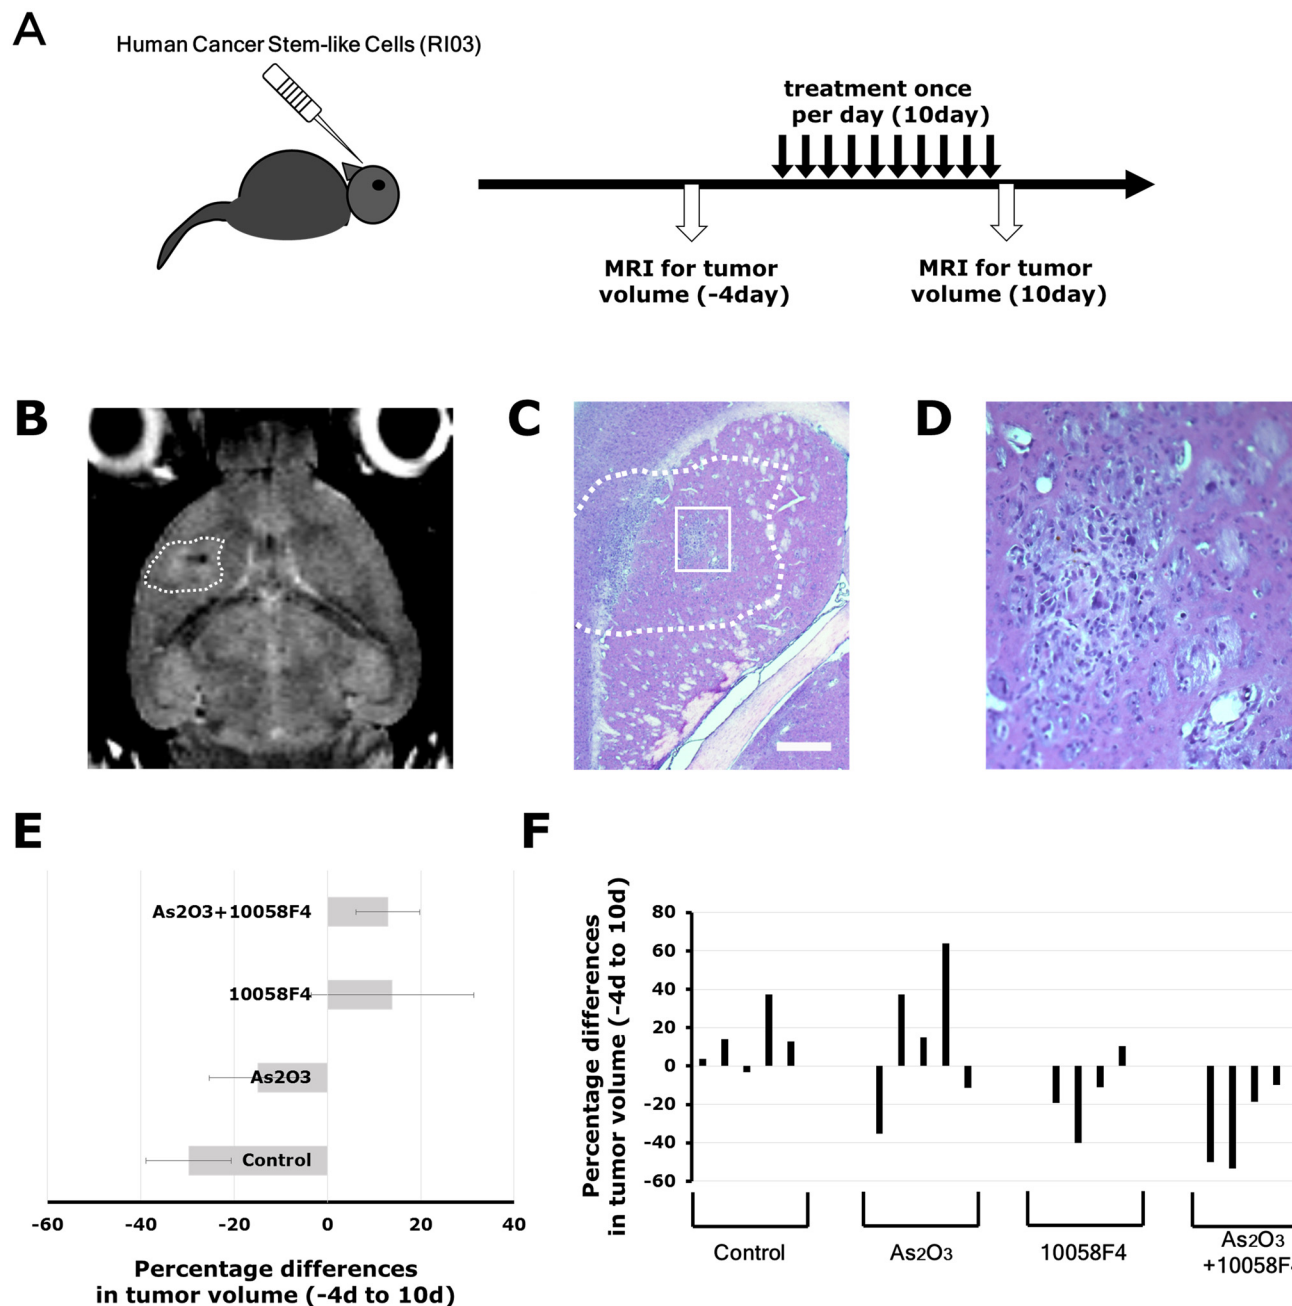 A
Human Cancer Stem-like Cells (RI03)
treatment once
per day (10day)
MRI for tumor
volume (-4day)
MRI for tumor
volume (10day)
B
C
D
E
As2O3+10058F4
10058F4
As2O3
Control
-60
-40
-20
0
20
40
Percentage differences
in tumor volume (-4d to 10d)
F
Percentage differences
in tumor volume (-4d to 10d)
80
60
40
20
0
-20
-40
-60
Control
As2O3
10058F4
As2O3
+10058F4